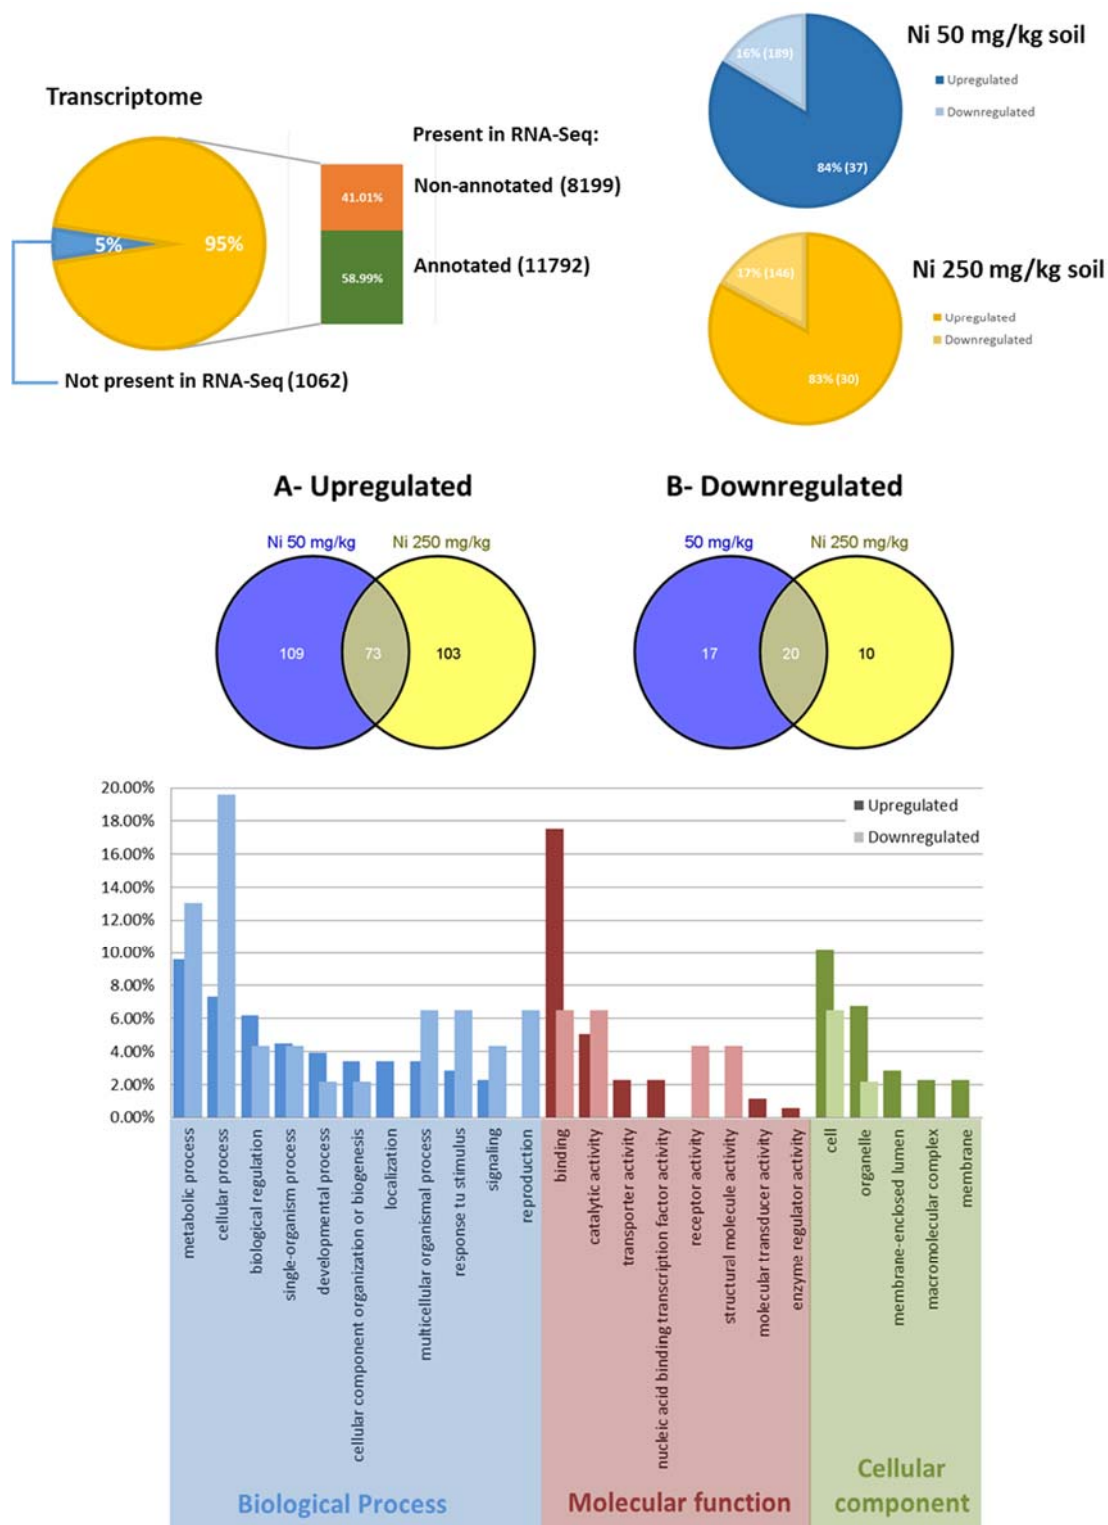 Transcriptome
5%
95%
Present in RNA-Seq:
41.01%
Non-annotated (8199)
58.99%
Annotated (11792)
Not present in RNA-Seq (1062)
Ni 50 mg/kg soil
16% (189)
84% (37)
Upregulated
Downregulated
Ni 250 mg/kg soil
17% (146)
83% (30)
Upregulated
Downregulated
A- Upregulated
Ni 50 mg/kg
Ni 250 mg/kg
109
73
103
B- Downregulated
50 mg/kg
Ni 250 mg/kg
17
20
10
20.00%
18.00%
16.00%
14.00%
12.00%
10.00%
8.00%
6.00%
4.00%
2.00%
0.00%
Upregulated
Downregulated
metabolic process
cellular process
biological regulation
single-organism process
developmental process
cellular component organization or biogenesis
localization
multicellular organismal process
response tu stimulus
signaling
reproduction
binding
catalytic activity
transporter activity
nucleic acid binding transcription factor activity
receptor activity
structural molecule activity
molecular transducer activity
enzyme regulator activity
cell
organelle
membrane-enclosed lumen
macromolecular complex
membrane
Biological Process
Molecular function
Cellular
component